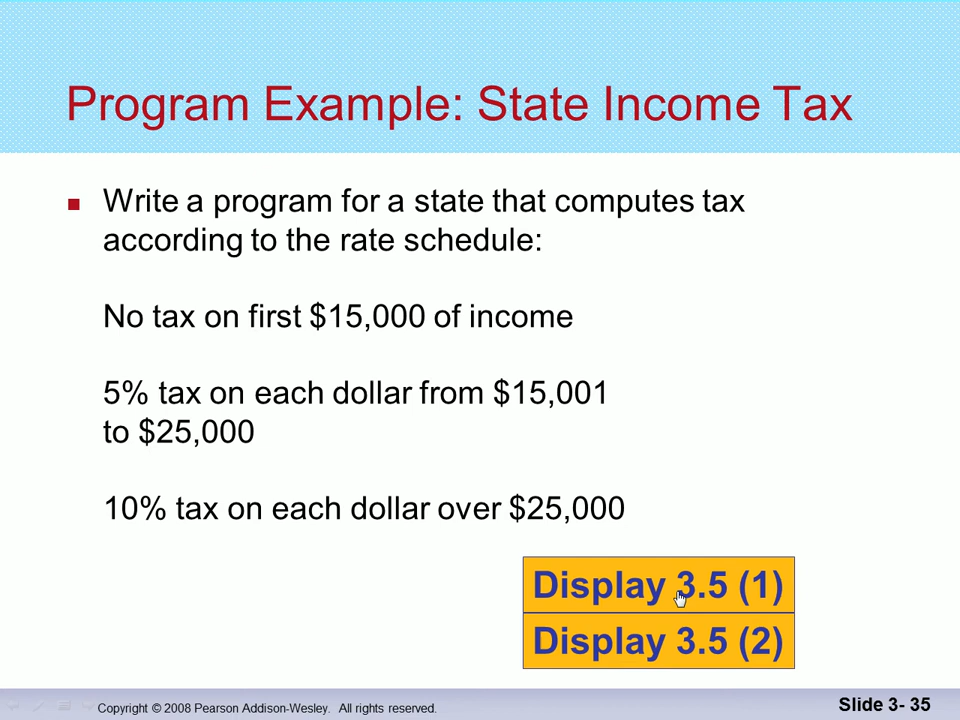 Program Example: State Income Tax
Write a program for a state that computes tax
according to the rate schedule:
No tax on first $15,000 of income
5% tax on each dollar from $15,001
to $25,000
10% tax on each dollar over $25,000
Display 3.5 (1)
Display 3.5 (2)
Copyright © 2008 Pearson Addison-Wesley. All rights reserved.
Slide 3- 35